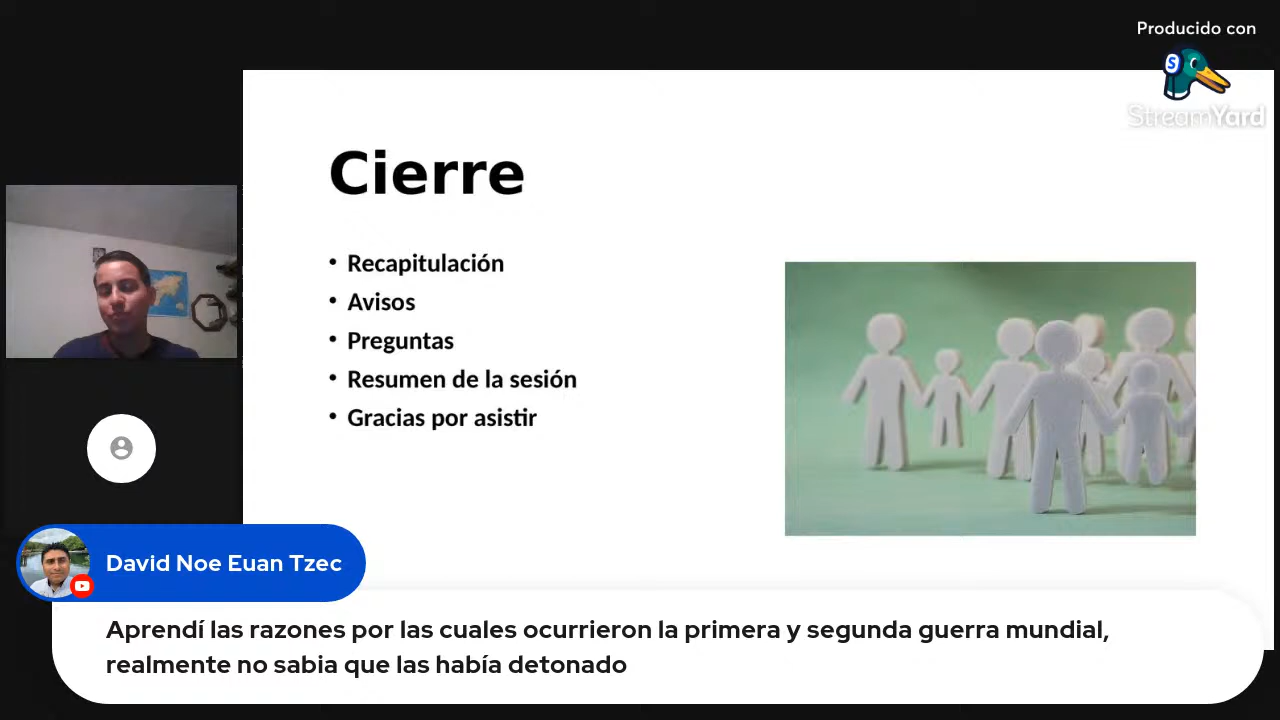 Producido con
StreamYard
Cierre
• Recapitulación
• Avisos
• Preguntas
• Resumen de la sesión
• Gracias por asistir
David Noe Euan Tzec
Aprendí las razones por las cuales ocurrieron la primera y segunda guerra mundial,
realmente no sabia que las había detonado